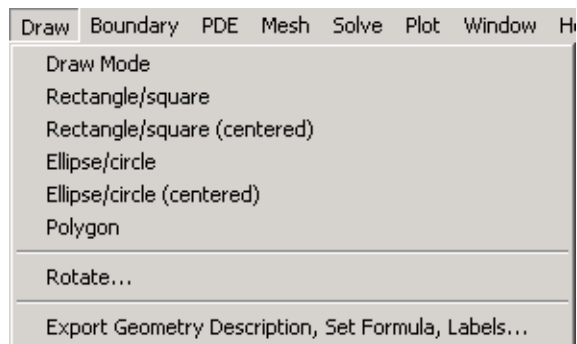 Draw Boundary PDE Mesh Solve Plot Window
Draw Mode
Rectangle/square
Rectangle/square (centered)
Ellipse/circle
Ellipse/circle (centered)
Polygon
Rotate...
Export Geometry Description, Set Formula, Labels...